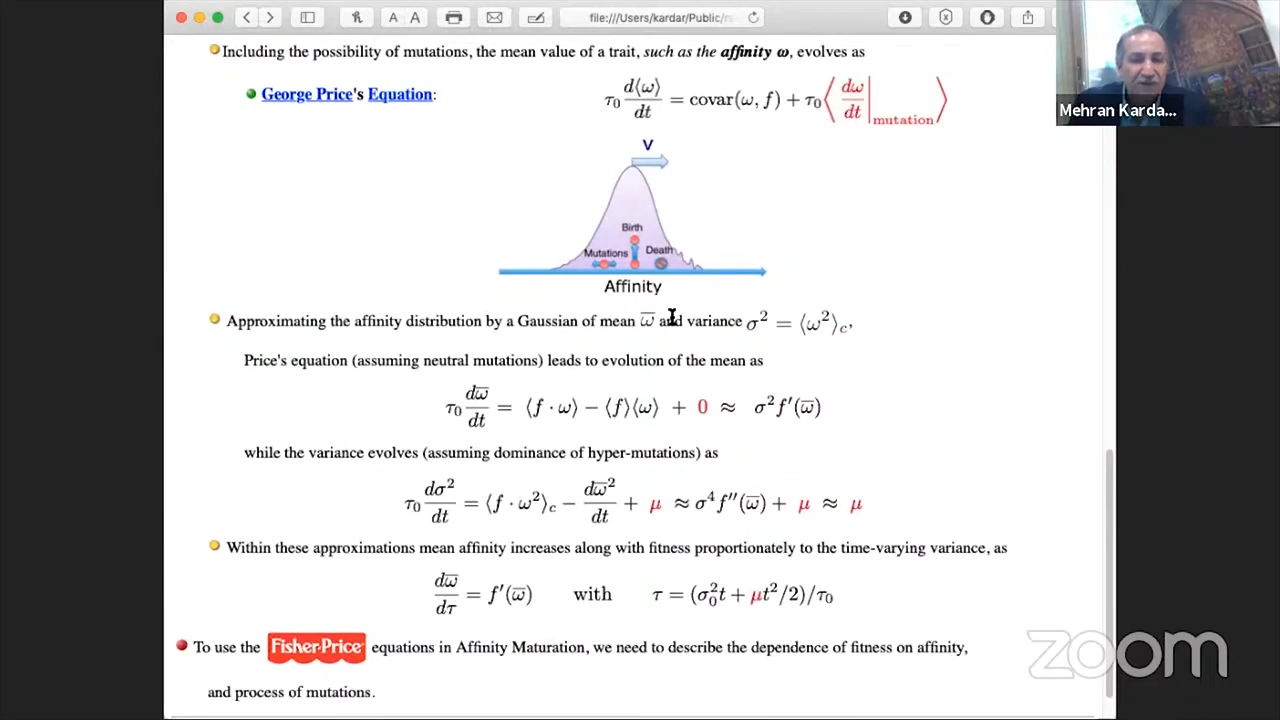 A A
file:///Users/kardar/Public/
Mehran Karda...
Including the possibility of mutations, the mean value of a trait, such as the affinity ω, evolves as
George Price's Equation: τ₀ d⟨ω⟩/dt = covar(ω, f) + τ₀⟨dω/dt|mutation⟩
V
Birth
Mutations Death
Affinity
Approximating the affinity distribution by a Gaussian of mean ω̅ and variance σ² = ⟨ω²⟩c,
Price's equation (assuming neutral mutations) leads to evolution of the mean as
τ₀ dω̅/dt = ⟨f · ω⟩ − ⟨f⟩⟨ω⟩ + 0 ≈ σ²f′(ω̅)
while the variance evolves (assuming dominance of hyper-mutations) as
τ₀ dσ²/dt = ⟨f · ω²⟩c − dω̅²/dt + μ ≈ σ⁴f″(ω̅) + μ ≈ μ
Within these approximations mean affinity increases along with fitness proportionately to the time-varying variance, as
dω̅/dτ = f′(ω̅) with τ = (σ₀²t + μt²/2)/τ₀
To use the Fisher-Price equations in Affinity Maturation, we need to describe the dependence of fitness on affinity,
and process of mutations.
zoom